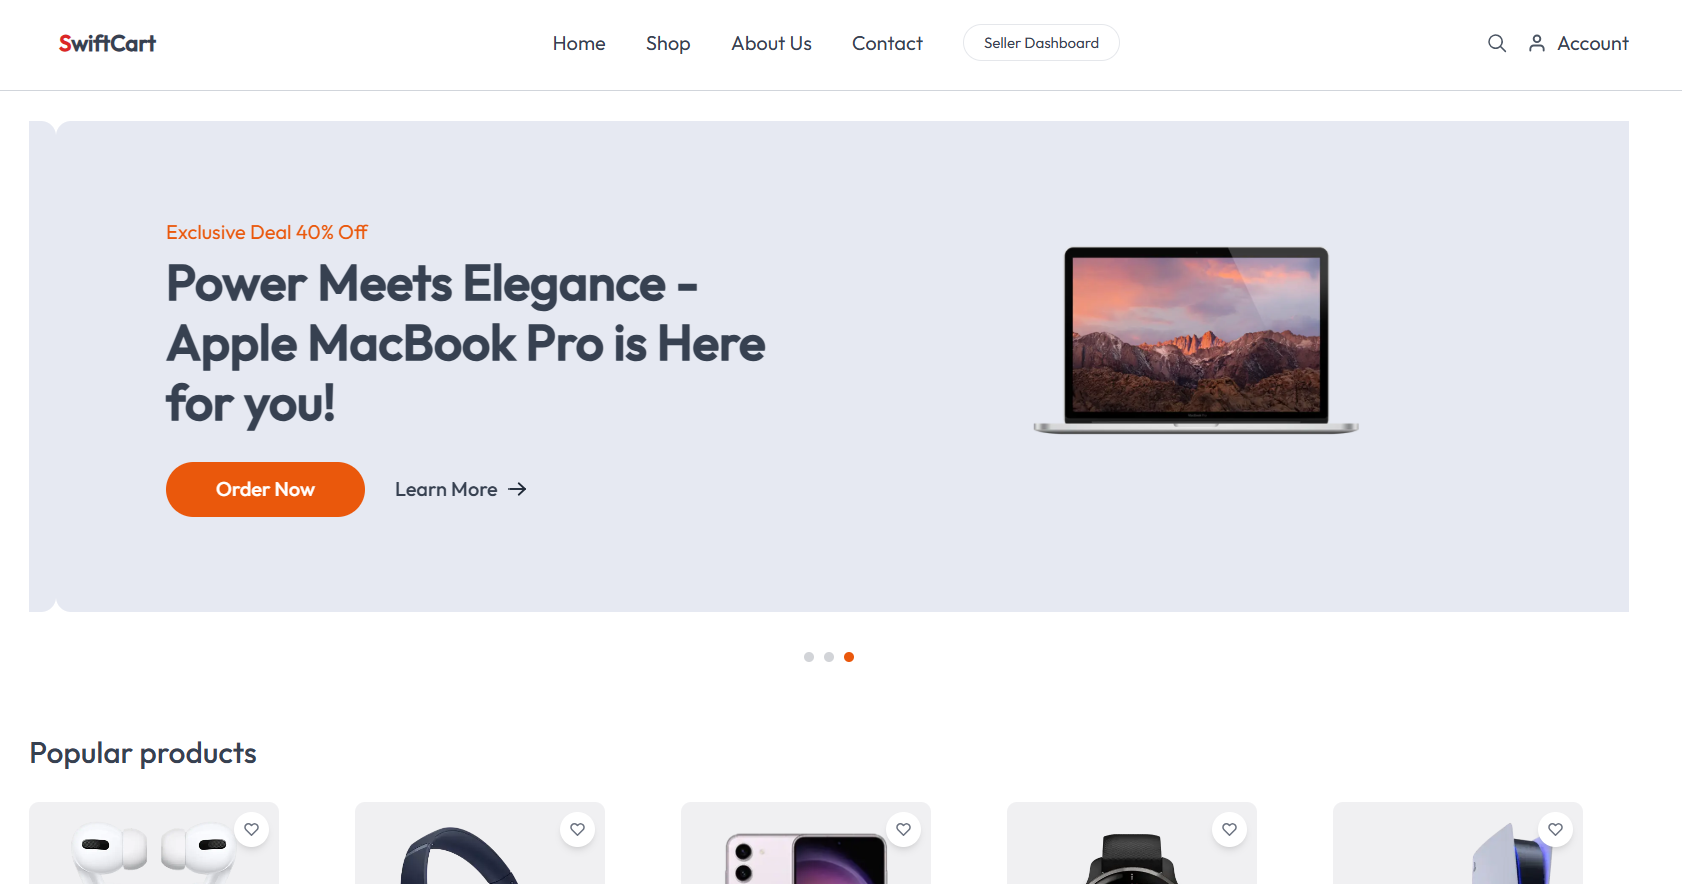 SwiftCart
Home
Shop
About Us
Contact
Seller Dashboard
Account
Exclusive Deal 40% Off
Power Meets Elegance -
Apple MacBook Pro is Here
for you!
Order Now
Learn More
Popular products